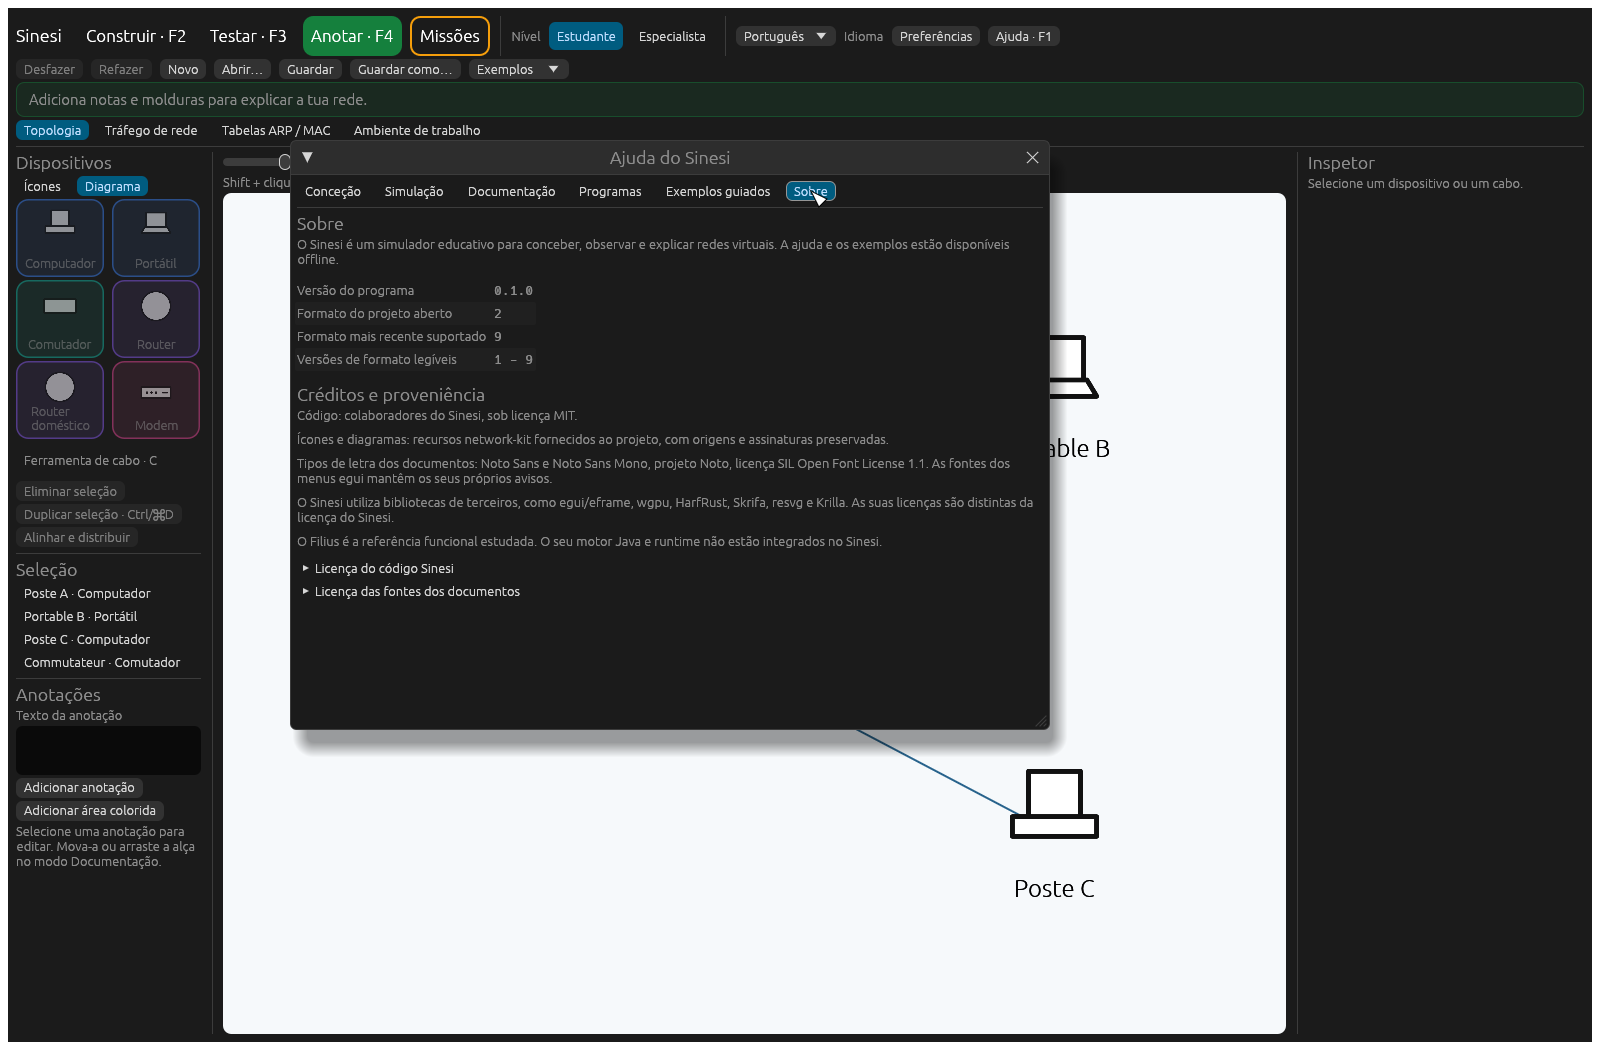 Sinesi Construir · F2 Testar · F3 Anotar · F4 Missões Nível Estudante Especialista Português Idioma Preferências Ajuda · F1
Desfazer Refazer Novo Abrir… Guardar Guardar como… Exemplos
Adiciona notas e molduras para explicar a tua rede.
Topologia Tráfego de rede Tabelas ARP / MAC Ambiente de trabalho
Dispositivos
Ícones Diagrama
Computador Portátil
Comutador Router
Router doméstico Modem
Ferramenta de cabo · C
Eliminar seleção
Duplicar seleção · Ctrl/⌘D
Alinhar e distribuir
Seleção
Poste A · Computador
Portable B · Portátil
Poste C · Computador
Commutateur · Comutador
Anotações
Texto da anotação
Adicionar anotação
Adicionar área colorida
Selecione uma anotação para
editar. Mova-a ou arraste a alça
no modo Documentação.
Shift + cliqu
Ajuda do Sinesi
Conceção Simulação Documentação Programas Exemplos guiados Sobre
Sobre
O Sinesi é um simulador educativo para conceber, observar e explicar redes virtuais. A ajuda e os exemplos estão disponíveis
offline.
Versão do programa 0.1.0
Formato do projeto aberto 2
Formato mais recente suportado 9
Versões de formato legíveis 1 – 9
Créditos e proveniência
Código: colaboradores do Sinesi, sob licença MIT.
Ícones e diagramas: recursos network-kit fornecidos ao projeto, com origens e assinaturas preservadas.
Tipos de letra dos documentos: Noto Sans e Noto Sans Mono, projeto Noto, licença SIL Open Font License 1.1. As fontes dos
menus egui mantêm os seus próprios avisos.
O Sinesi utiliza bibliotecas de terceiros, como egui/eframe, wgpu, HarfRust, Skrifa, resvg e Krilla. As suas licenças são distintas da
licença do Sinesi.
O Filius é a referência funcional estudada. O seu motor Java e runtime não estão integrados no Sinesi.
Licença do código Sinesi
Licença das fontes dos documentos
able B
Poste C
Inspetor
Selecione um dispositivo ou um cabo.